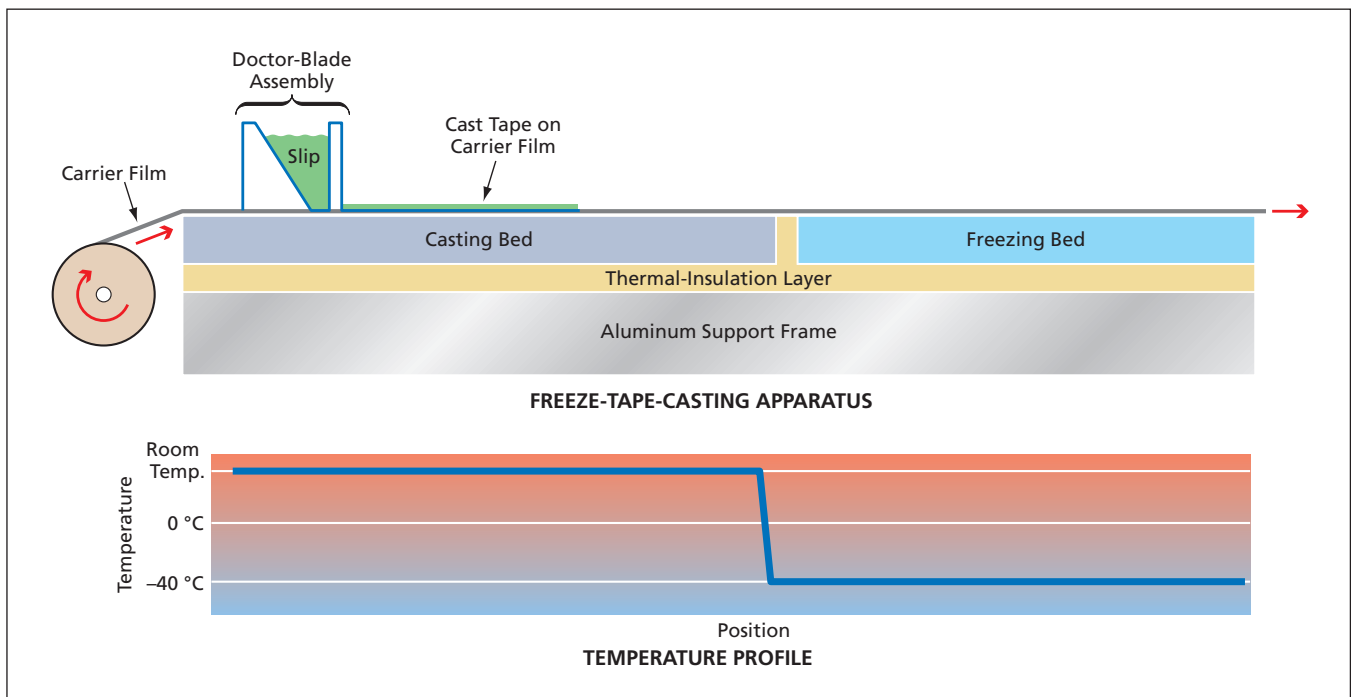 Doctor-Blade
Assembly
Slip
Cast Tape on
Carrier Film
Carrier Film
Casting Bed
Freezing Bed
Thermal-Insulation Layer
Aluminum Support Frame
FREEZE-TAPE-CASTING APPARATUS
Room
Temp.
0 °C
–40 °C
Temperature
Position
TEMPERATURE PROFILE